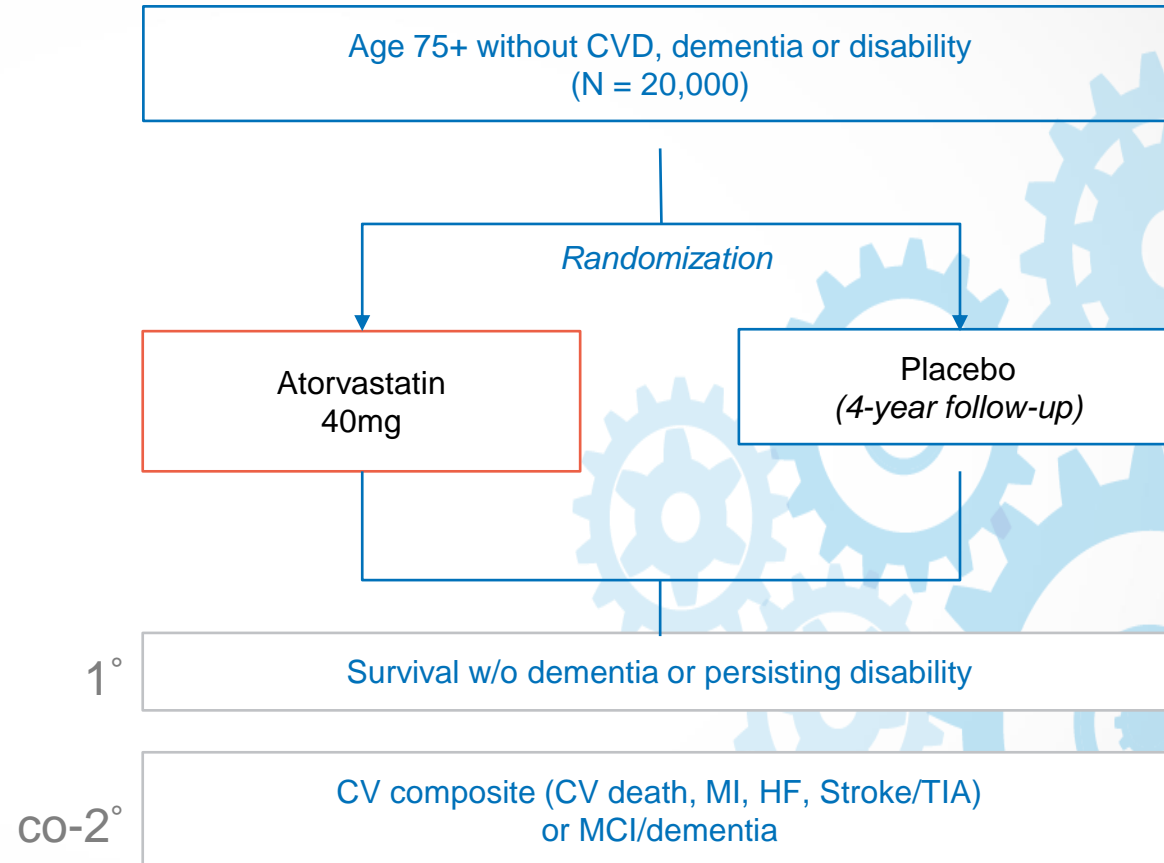 Age 75+ without CVD, dementia or disability
(N = 20,000)
Randomization
Atorvastatin
40mg
Placebo
(4-year follow-up)
1°
Survival w/o dementia or persisting disability
co-2°
CV composite (CV death, MI, HF, Stroke/TIA)
or MCI/dementia